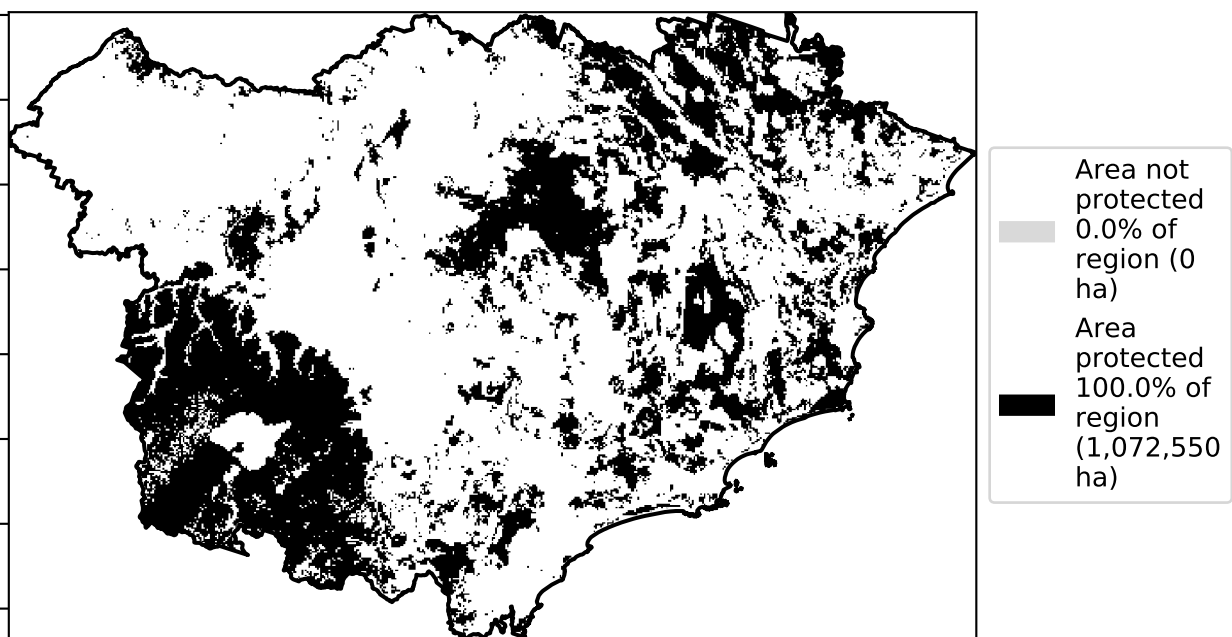 Area not
protected
0.0% of
region (0
ha)
Area
protected
100.0% of
region
(1,072,550
ha)